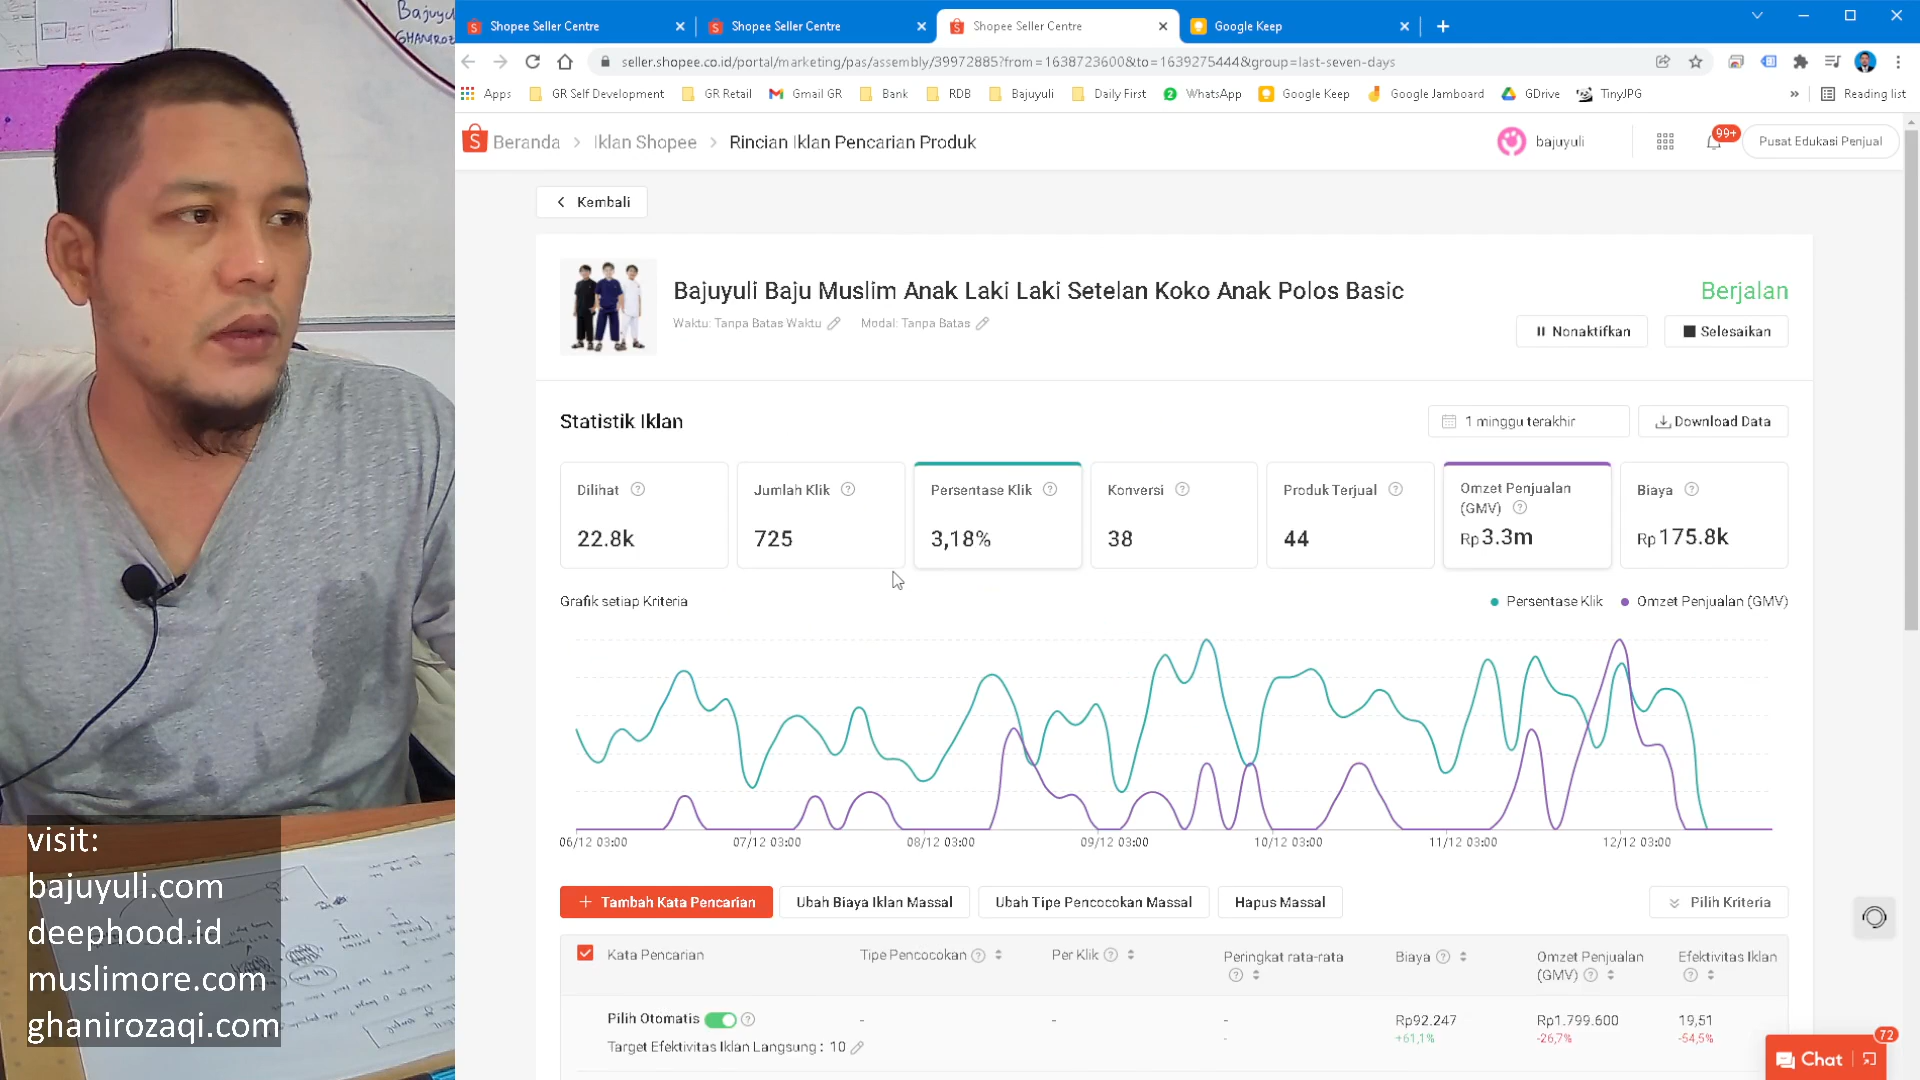 Shopee Seller Centre
Shopee Seller Centre
Shopee Seller Centre
Google Keep
seller.shopee.co.id/portal/marketing/pas/assembly/39972885?from=1638723600&to=1639275444&group=last-seven-days
Apps
GR Self Development
GR Retail
Gmail GR
Bank
RDB
Bajuyuli
Daily First
WhatsApp
Google Keep
Google Jamboard
GDrive
TinyJPG
»
Reading list
Beranda > Iklan Shopee > Rincian Iklan Pencarian Produk
bajuyuli
99+
Pusat Edukasi Penjual
Kembali
Bajuyuli Baju Muslim Anak Laki Laki Setelan Koko Anak Polos Basic
Berjalan
Waktu: Tanpa Batas Waktu
Modal: Tanpa Batas
Nonaktifkan
Selesaikan
Statistik Iklan
1 minggu terakhir
Download Data
Dilihat
22.8k
Jumlah Klik
725
Persentase Klik
3,18%
Konversi
38
Produk Terjual
44
Omzet Penjualan
(GMV)
Rp3.3m
Biaya
Rp175.8k
Grafik setiap Kriteria
Persentase Klik
Omzet Penjualan (GMV)
06/12 03:00
07/12 03:00
08/12 03:00
09/12 03:00
10/12 03:00
11/12 03:00
12/12 03:00
+ Tambah Kata Pencarian
Ubah Biaya Iklan Massal
Ubah Tipe Pencocokan Massal
Hapus Massal
Pilih Kriteria
Kata Pencarian
Tipe Pencocokan
Per Klik
Peringkat rata-rata
Biaya
Omzet Penjualan
(GMV)
Efektivitas Iklan
Pilih Otomatis
-
-
-
Rp92.247
Rp1.799.600
19,51
-
+61,1%
-26,7%
-54,5%
Target Efektivitas Iklan Langsung : 10
Chat
72
visit:
bajuyuli.com
deephood.id
muslimore.com
ghanirozaqi.com